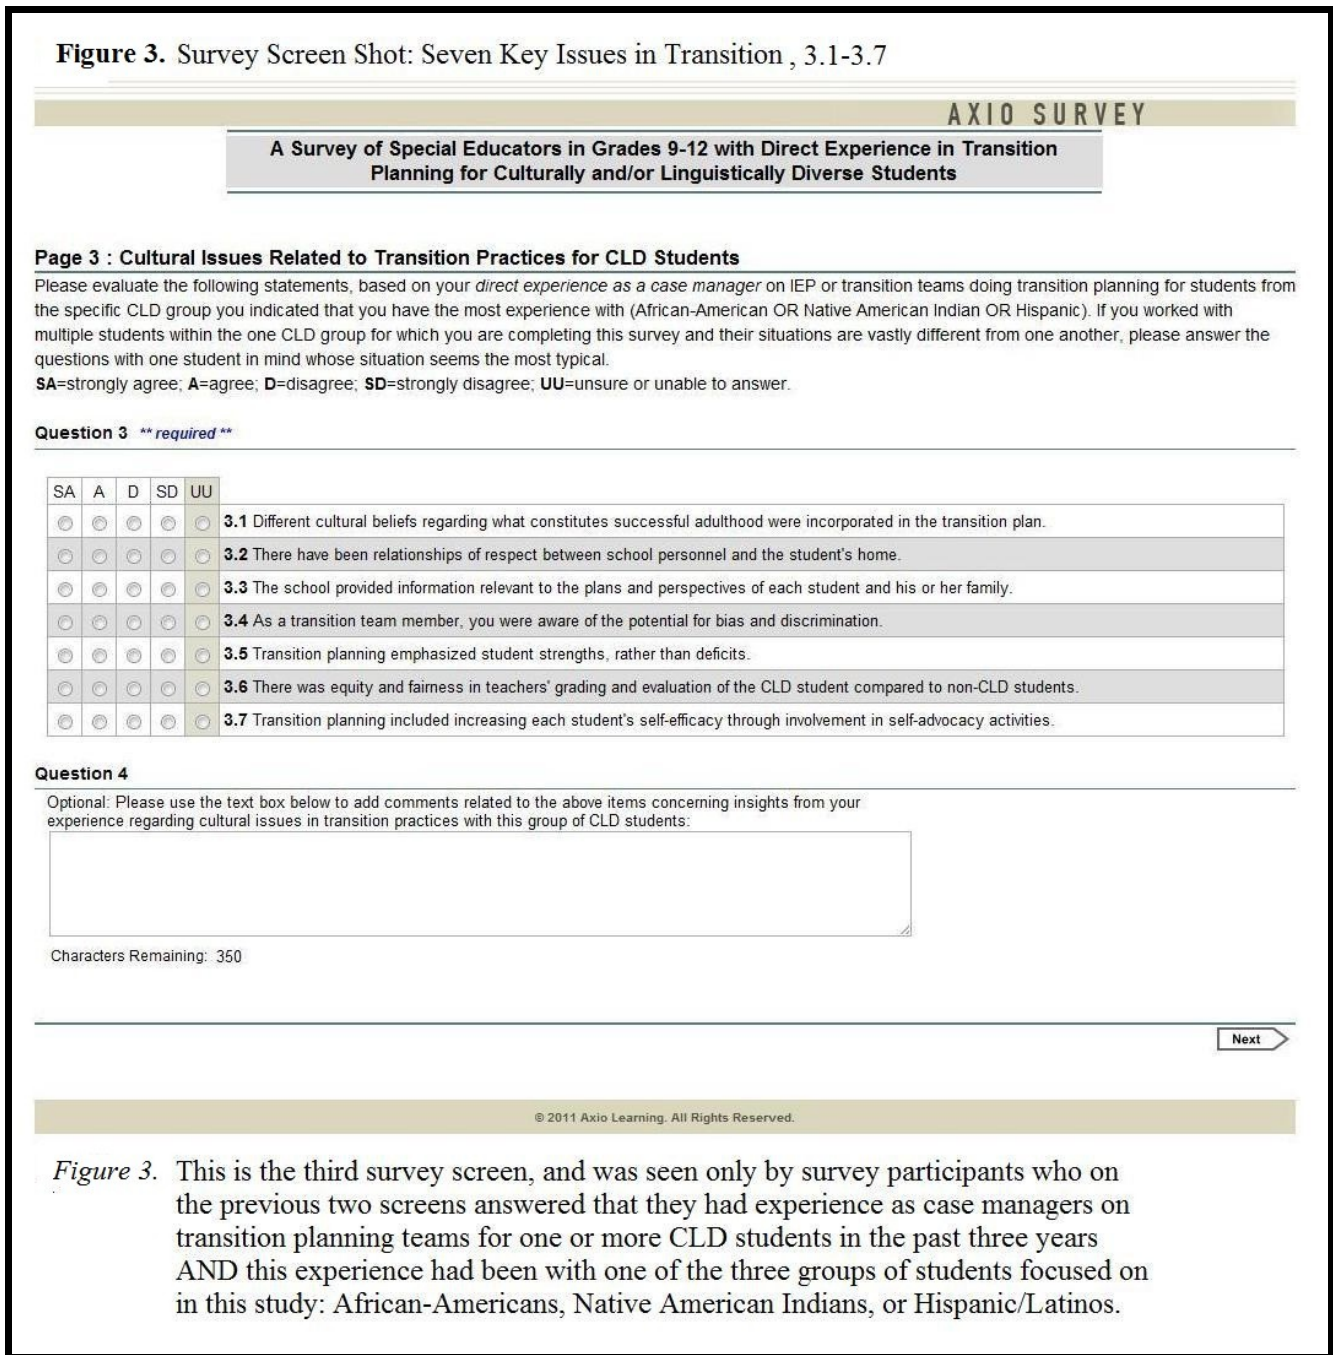 Figure 3. Survey Screen Shot: Seven Key Issues in Transition , 3.1-3.7
AXIO SURVEY
A Survey of Special Educators in Grades 9-12 with Direct Experience in Transition
Planning for Culturally and/or Linguistically Diverse Students
Page 3 : Cultural Issues Related to Transition Practices for CLD Students
Please evaluate the following statements, based on your direct experience as a case manager on IEP or transition teams doing transition planning for students from
the specific CLD group you indicated that you have the most experience with (African-American OR Native American Indian OR Hispanic). If you worked with
multiple students within the one CLD group for which you are completing this survey and their situations are vastly different from one another, please answer the
questions with one student in mind whose situation seems the most typical.
SA=strongly agree; A=agree; D=disagree; SD=strongly disagree; UU=unsure or unable to answer.
Question 3 ** required **
SA A D SD UU
3.1 Different cultural beliefs regarding what constitutes successful adulthood were incorporated in the transition plan.
3.2 There have been relationships of respect between school personnel and the student's home.
3.3 The school provided information relevant to the plans and perspectives of each student and his or her family.
3.4 As a transition team member, you were aware of the potential for bias and discrimination.
3.5 Transition planning emphasized student strengths, rather than deficits.
3.6 There was equity and fairness in teachers' grading and evaluation of the CLD student compared to non-CLD students.
3.7 Transition planning included increasing each student's self-efficacy through involvement in self-advocacy activities.
Question 4
Optional: Please use the text box below to add comments related to the above items concerning insights from your
experience regarding cultural issues in transition practices with this group of CLD students:
Characters Remaining: 350
Next
© 2011 Axio Learning. All Rights Reserved.
Figure 3. This is the third survey screen, and was seen only by survey participants who on
the previous two screens answered that they had experience as case managers on
transition planning teams for one or more CLD students in the past three years
AND this experience had been with one of the three groups of students focused on
in this study: African-Americans, Native American Indians, or Hispanic/Latinos.